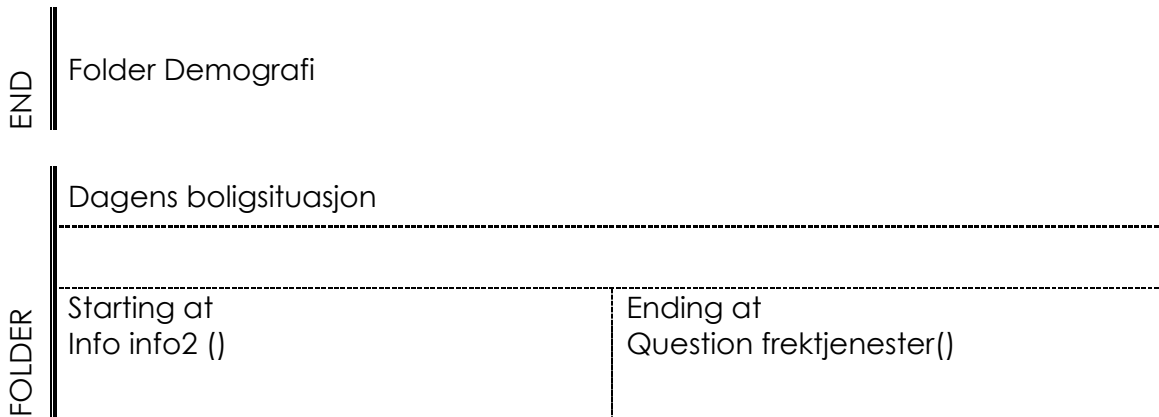 END
Folder Demografi
FOLDER
Dagens boligsituasjon
Starting at
Info info2 ()
Ending at
Question frektjenester()